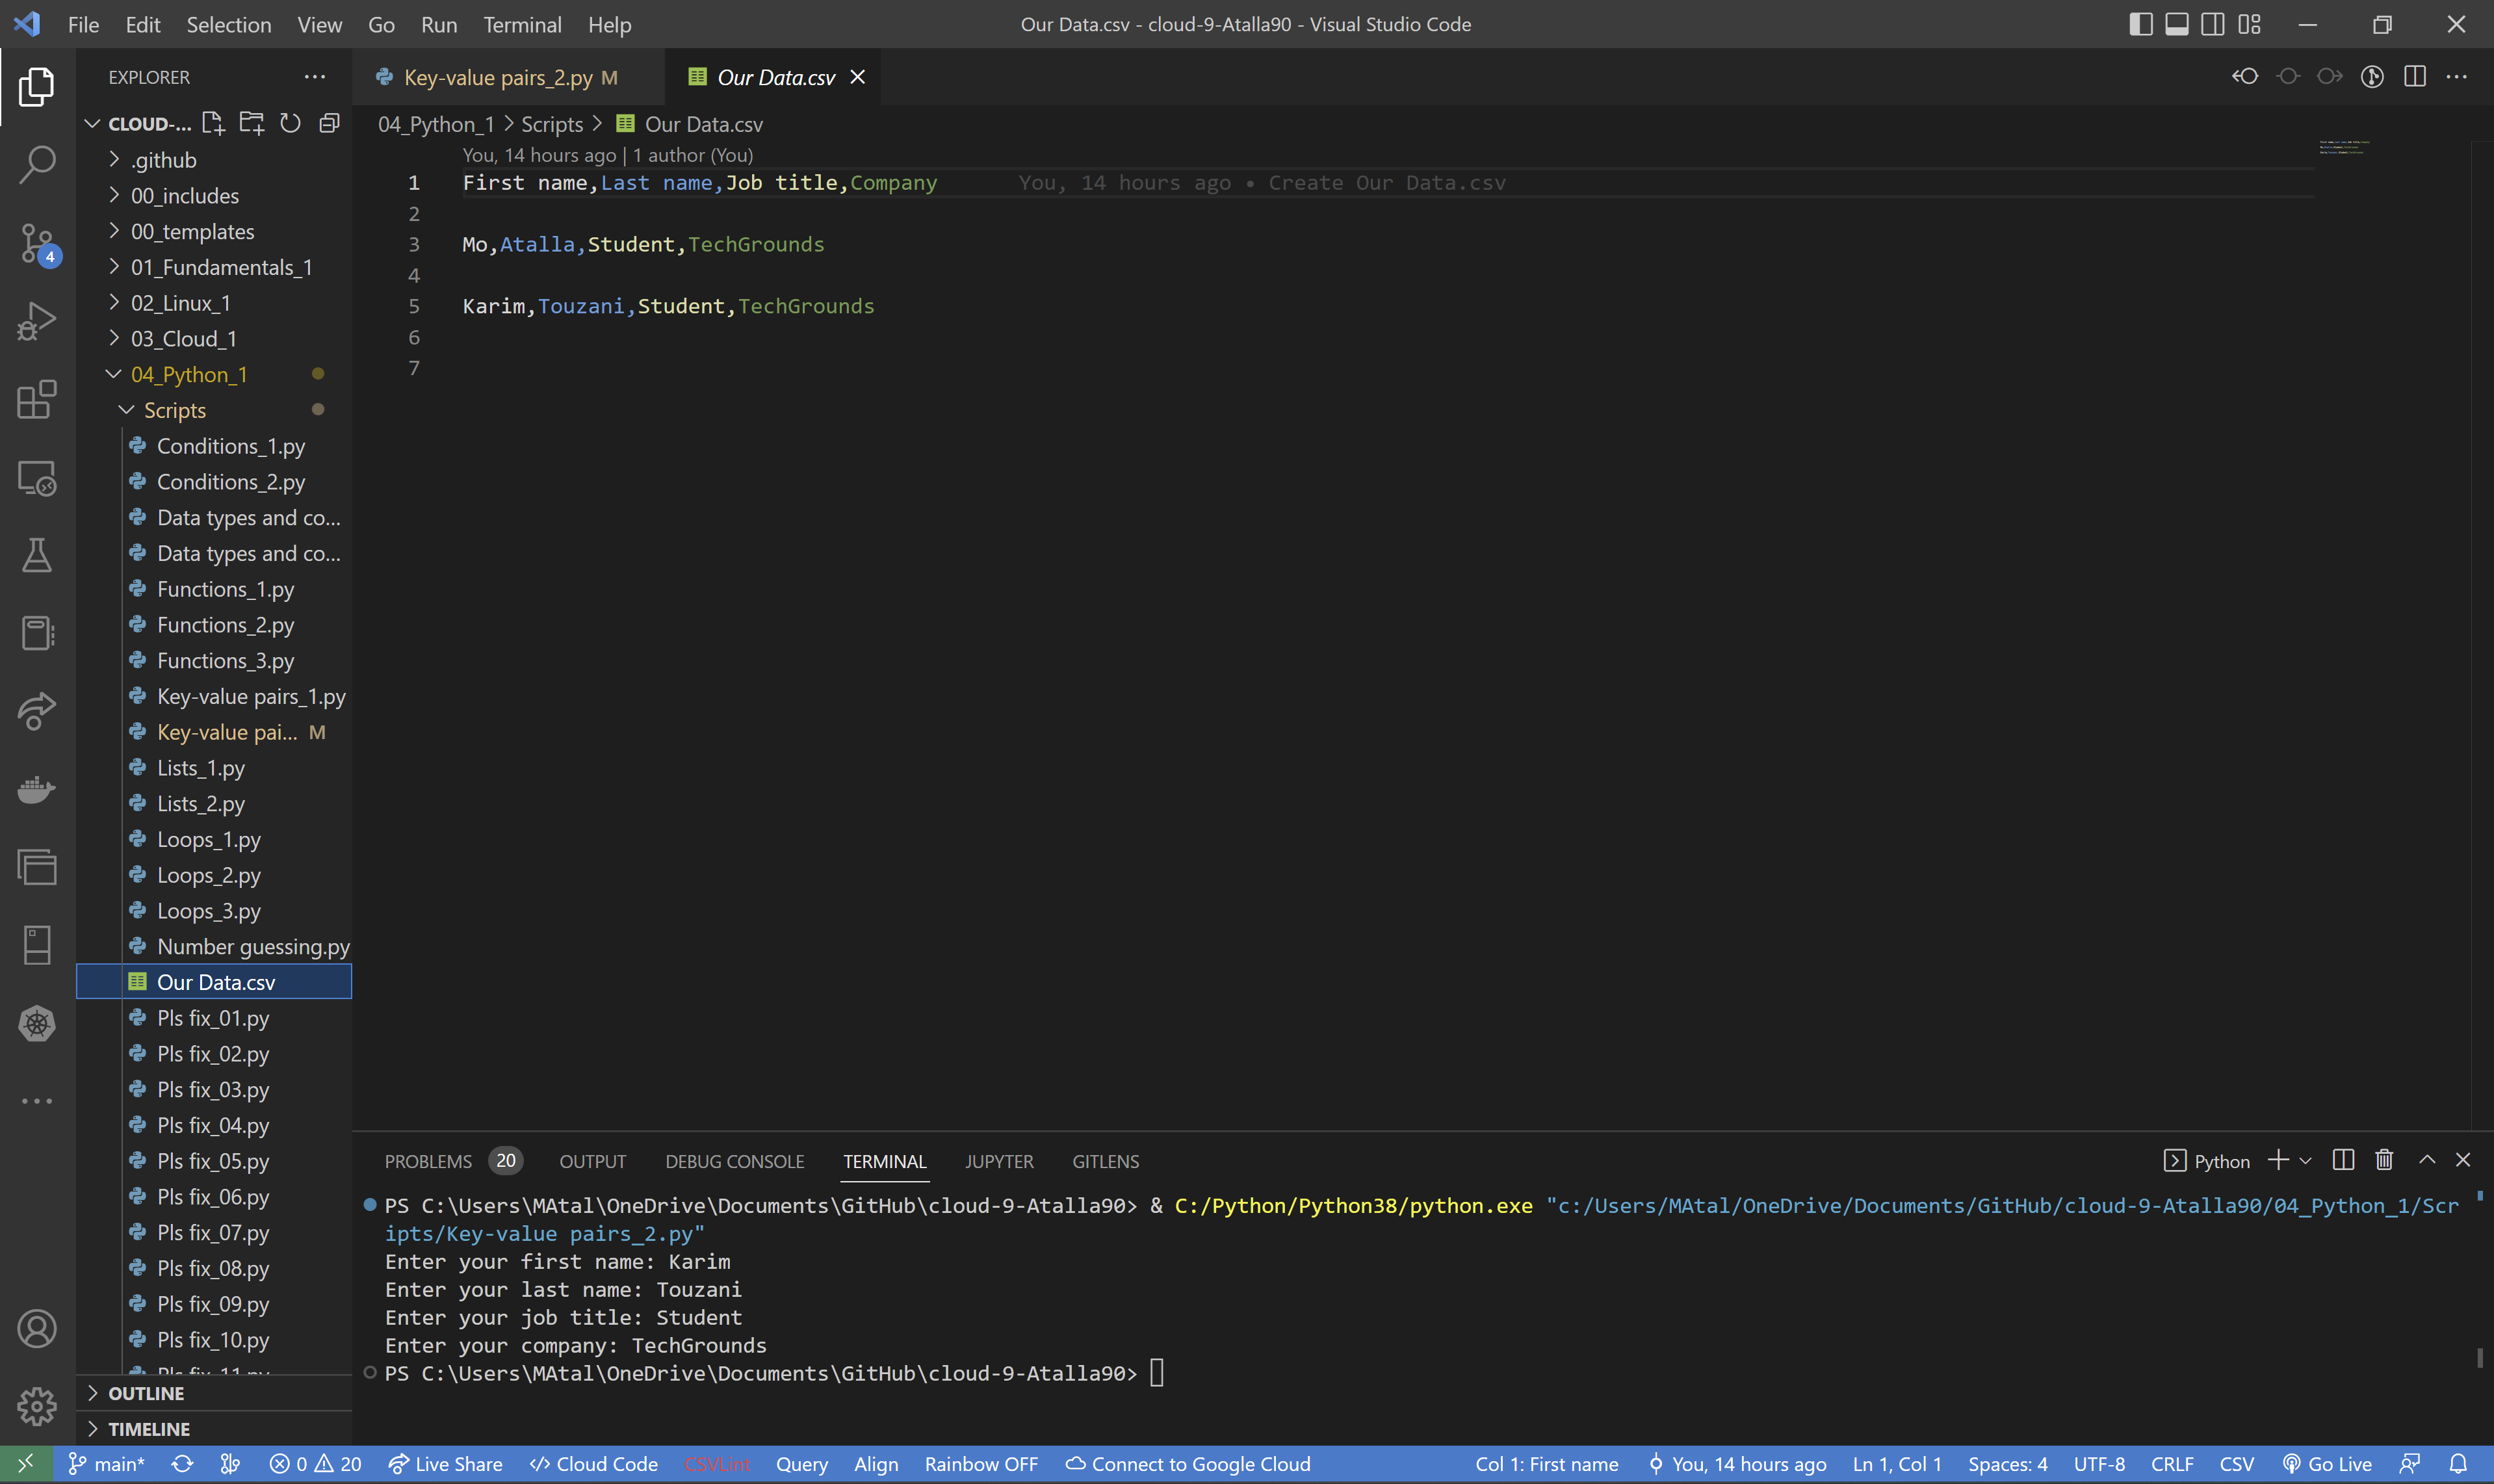 File Edit Selection View Go Run Terminal Help
Our Data.csv - cloud-9-Atalla90 - Visual Studio Code
EXPLORER
CLOUD-...
.github
00_includes
00_templates
01_Fundamentals_1
02_Linux_1
03_Cloud_1
04_Python_1
Scripts
Conditions_1.py
Conditions_2.py
Data types and co...
Data types and co...
Functions_1.py
Functions_2.py
Functions_3.py
Key-value pairs_1.py
Key-value pai... M
Lists_1.py
Lists_2.py
Loops_1.py
Loops_2.py
Loops_3.py
Number guessing.py
Our Data.csv
Pls fix_01.py
Pls fix_02.py
Pls fix_03.py
Pls fix_04.py
Pls fix_05.py
Pls fix_06.py
Pls fix_07.py
Pls fix_08.py
Pls fix_09.py
Pls fix_10.py
Pls fix_11.py
OUTLINE
TIMELINE
4
Key-value pairs_2.py M
Our Data.csv
04_Python_1 > Scripts > Our Data.csv
You, 14 hours ago | 1 author (You)
1 First name,Last name,Job title,Company You, 14 hours ago • Create Our Data.csv
2
3 Mo,Atalla,Student,TechGrounds
4
5 Karim,Touzani,Student,TechGrounds
6
7
PROBLEMS 20 OUTPUT DEBUG CONSOLE TERMINAL JUPYTER GITLENS
Python
PS C:\Users\MAtal\OneDrive\Documents\GitHub\cloud-9-Atalla90> & C:/Python/Python38/python.exe "c:/Users/MAtal/OneDrive/Documents/GitHub/cloud-9-Atalla90/04_Python_1/Scr
ipts/Key-value pairs_2.py"
Enter your first name: Karim
Enter your last name: Touzani
Enter your job title: Student
Enter your company: TechGrounds
PS C:\Users\MAtal\OneDrive\Documents\GitHub\cloud-9-Atalla90>
main* 0 20 Live Share Cloud Code CSVLint Query Align Rainbow OFF Connect to Google Cloud Col 1: First name You, 14 hours ago Ln 1, Col 1 Spaces: 4 UTF-8 CRLF CSV Go Live